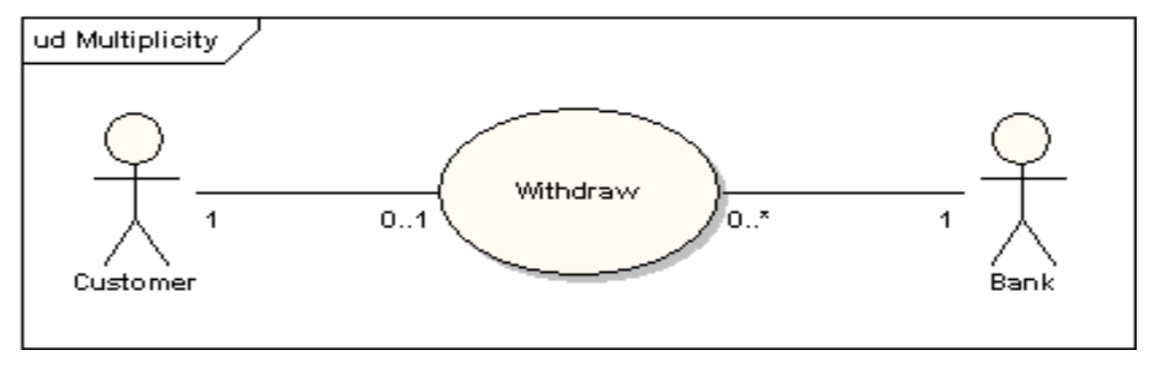 ud Multiplicity
Withdraw
1 0..1 0..* 1
Customer Bank